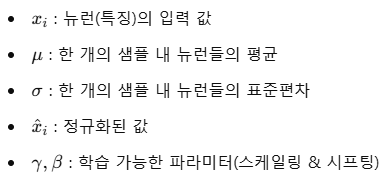 • xᵢ : 뉴런(특징)의 입력 값
• μ : 한 개의 샘플 내 뉴런들의 평균
• σ : 한 개의 샘플 내 뉴런들의 표준편차
• x̂ᵢ : 정규화된 값
• γ, β : 학습 가능한 파라미터(스케일링 & 시프팅)